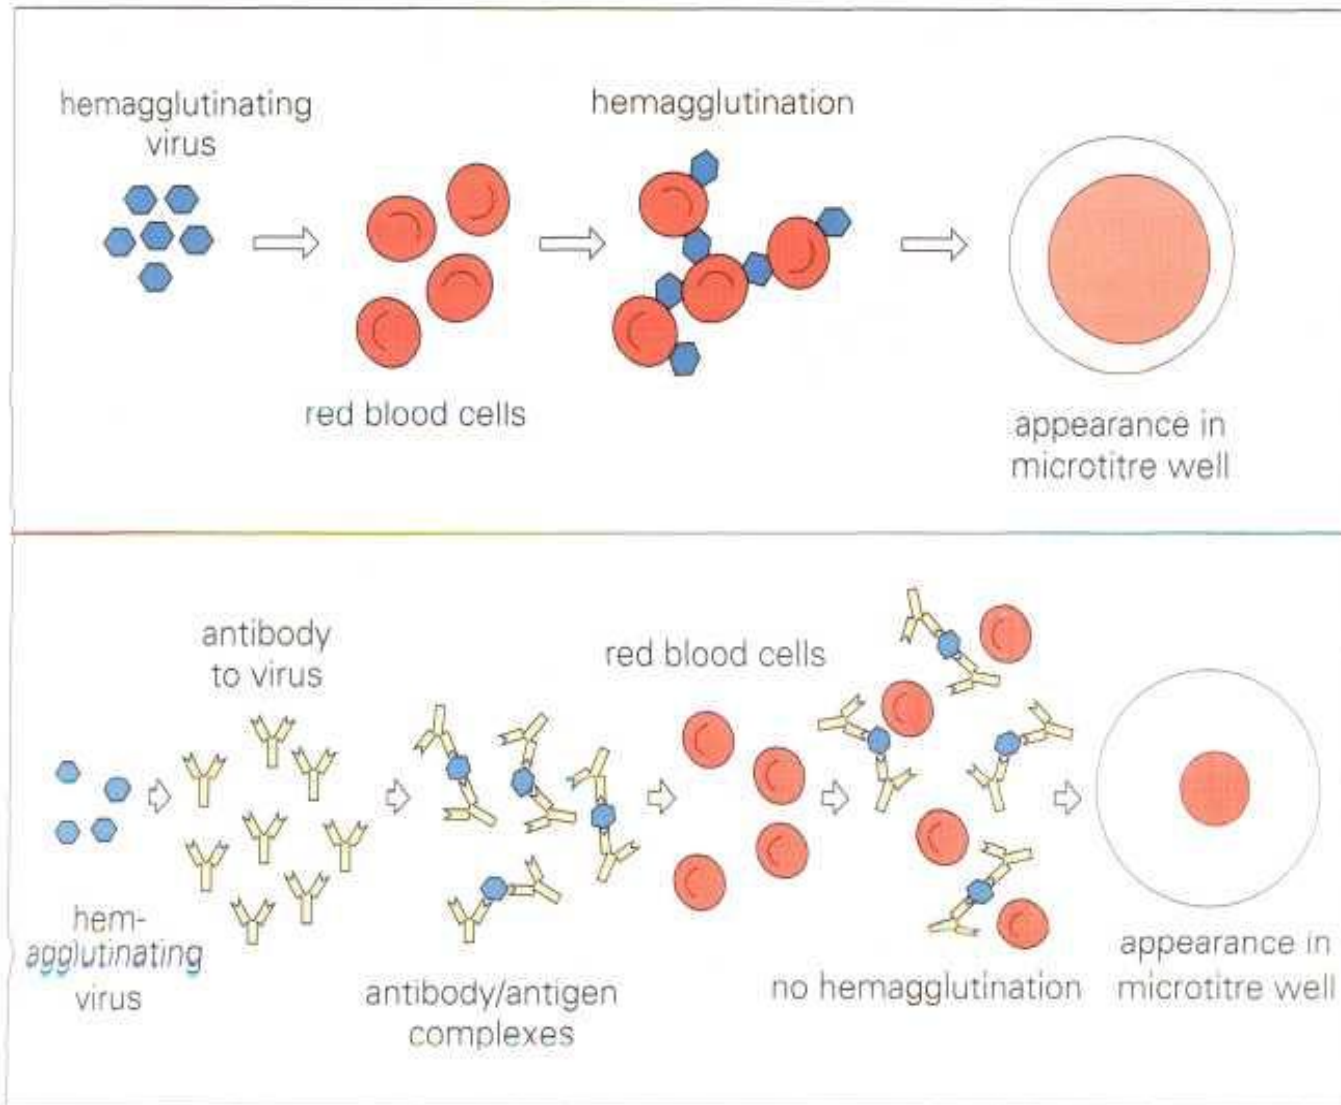 hemagglutinating
virus
hemagglutination
red blood cells
appearance in
microtitre well
antibody
to virus
red blood cells
hem-
agglutinating
virus
antibody/antigen
complexes
no hemagglutination
appearance in
microtitre well